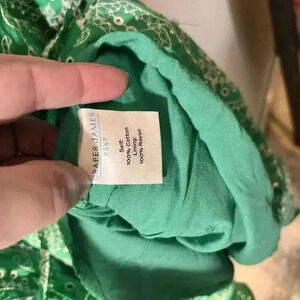 DRAPER JAMES
RSVP
Self:
100% Cotton
Lining:
100% Rayon